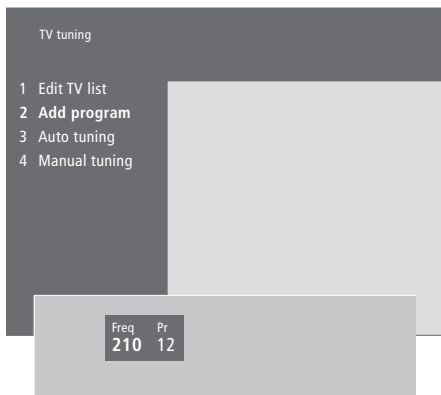 TV tuning
1 Edit TV list
2 Add program
3 Auto tuning
4 Manual tuning
Freq Pr
210 12